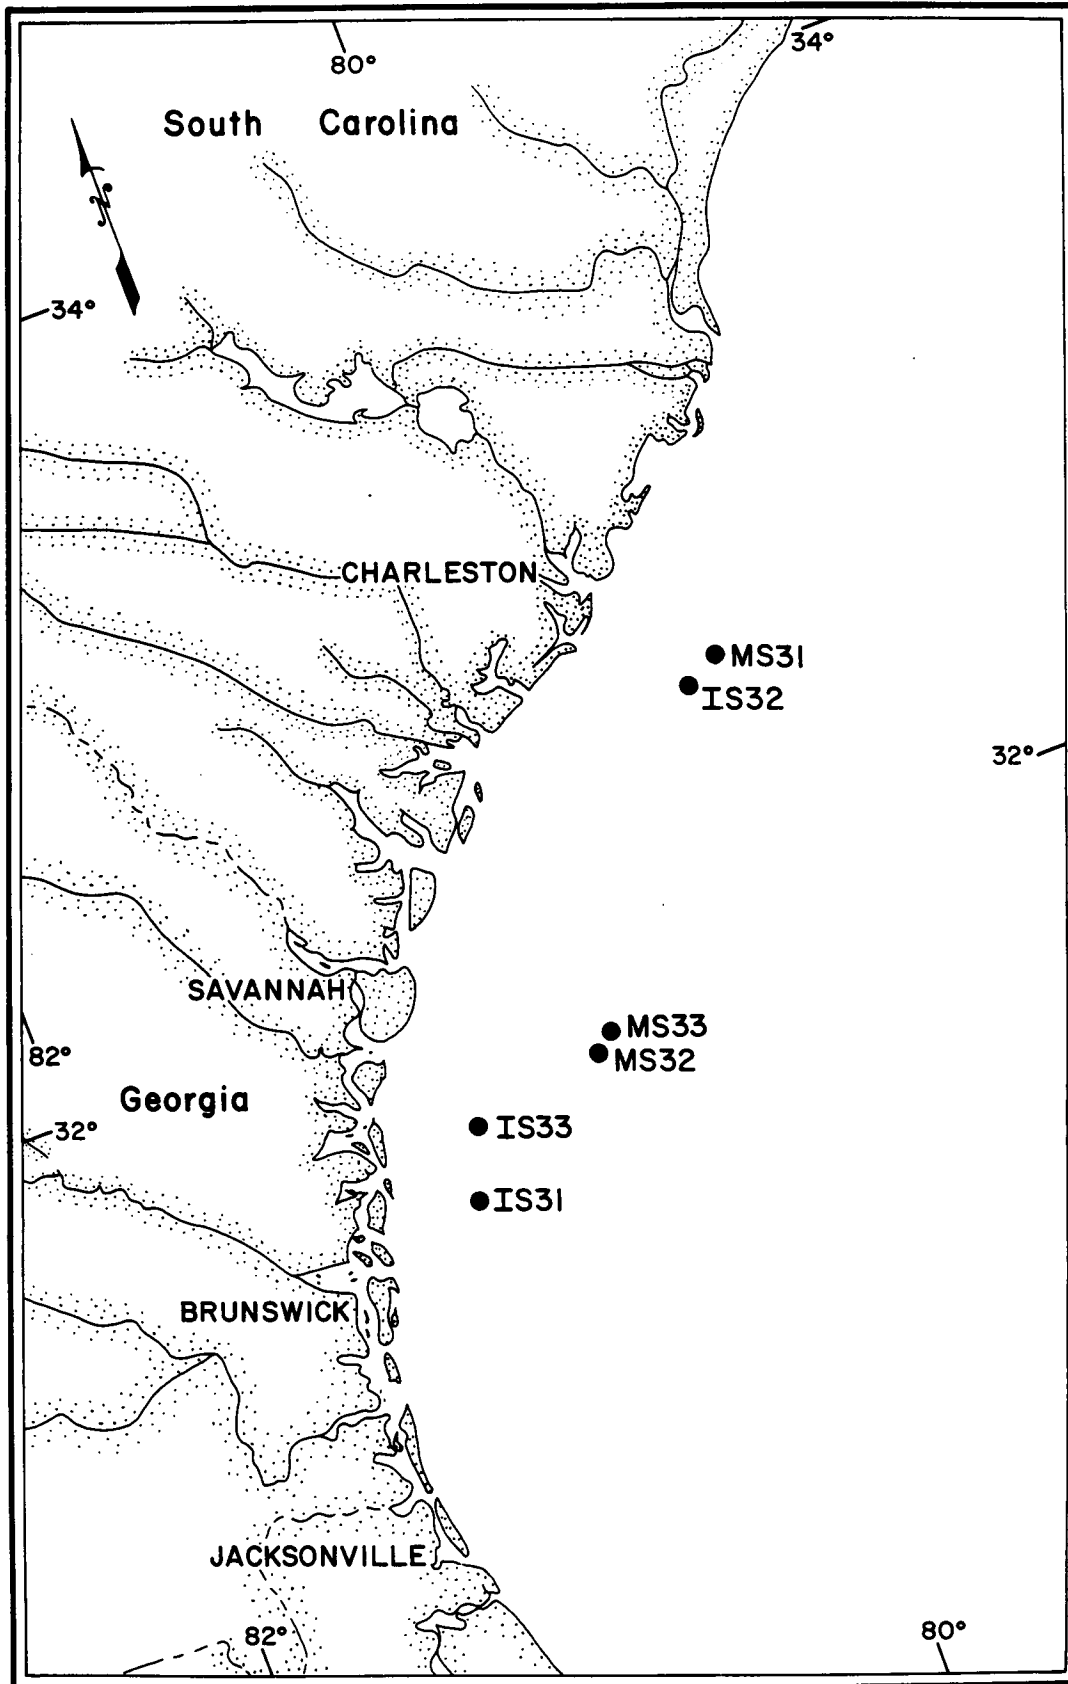 80°
34°
South Carolina
N
34°
CHARLESTON
MS31
IS32
32°
SAVANNAH
MS33
MS32
82°
Georgia
IS33
32°
IS31
BRUNSWICK
JACKSONVILLE
82°
80°